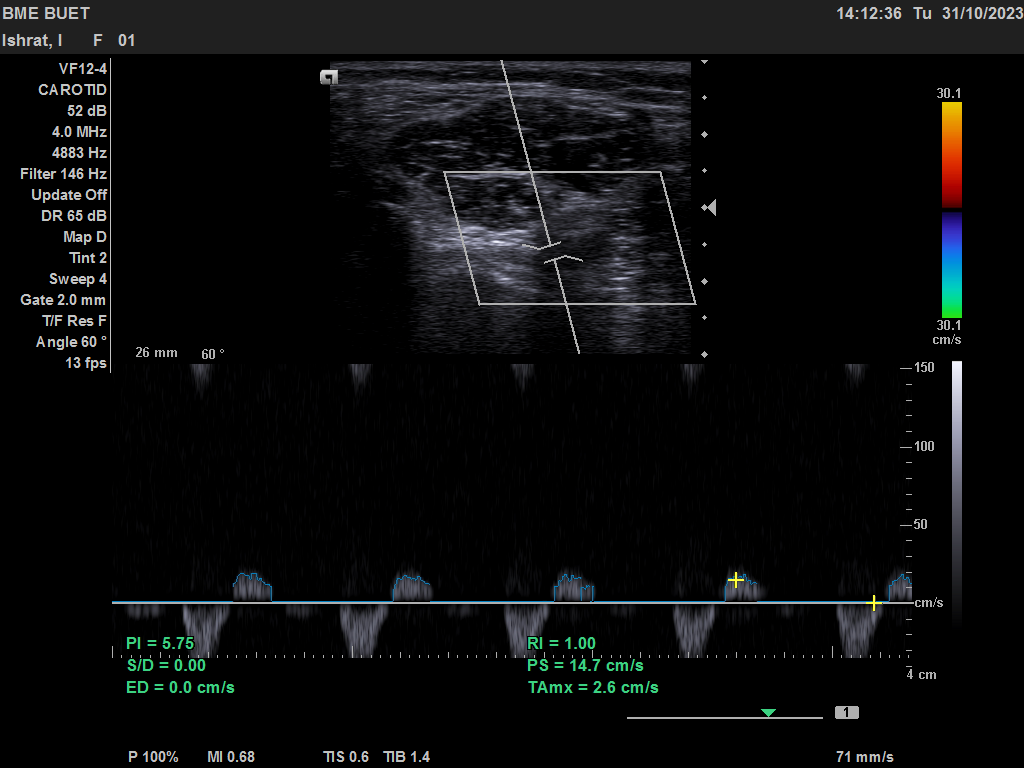 BME BUET 14:12:36 Tu 31/10/2023
Ishrat, I F 01
VF12-4
CAROTID
52 dB
4.0 MHz
4883 Hz
Filter 146 Hz
Update Off
DR 65 dB
Map D
Tint 2
Sweep 4
Gate 2.0 mm
T/F Res F
Angle 60 °
13 fps
26 mm 60 °
30.1
30.1
cm/s
150
100
50
cm/s
4 cm
PI = 5.75
S/D = 0.00
ED = 0.0 cm/s
RI = 1.00
PS = 14.7 cm/s
TAmx = 2.6 cm/s
1
P 100% MI 0.68 TIS 0.6 TIB 1.4 71 mm/s